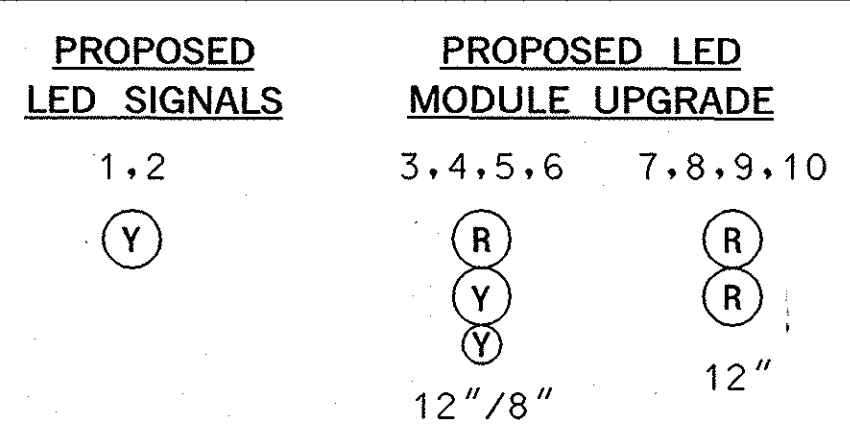 PROPOSED
LED SIGNALS
1,2
Y
PROPOSED LED
MODULE UPGRADE
3,4,5,6
R
Y
Y
12"/8"
7,8,9,10
R
R
12"